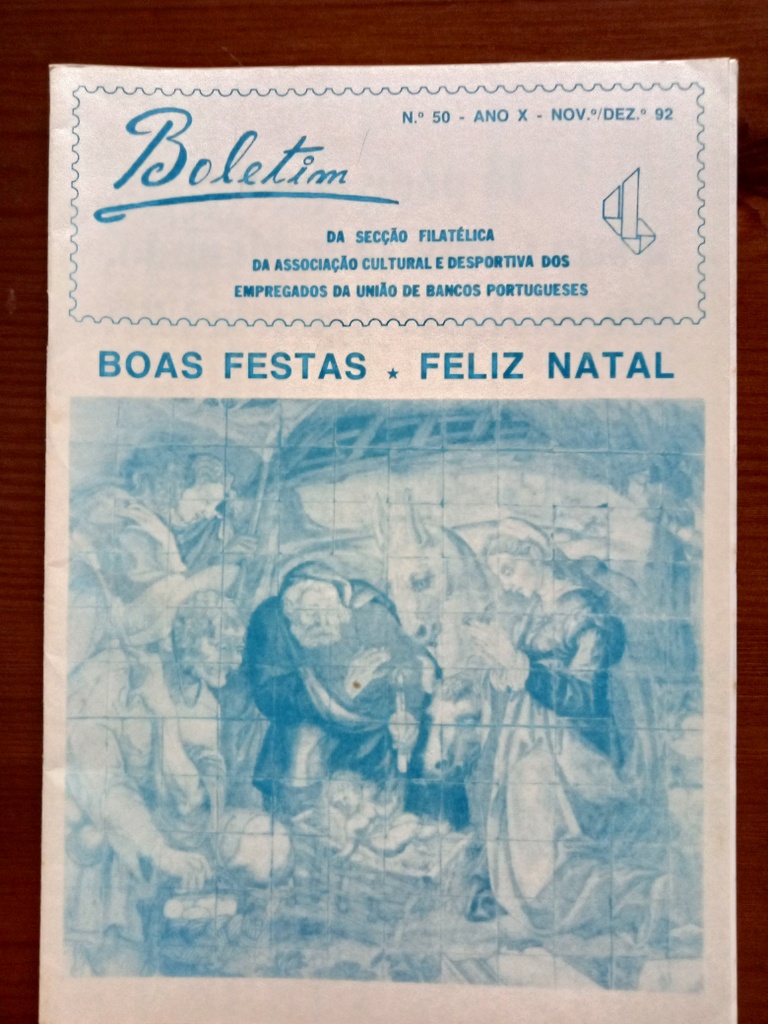 N.º 50 - ANO X - NOV.º/DEZ.º 92
Boletim
DA SECÇÃO FILATÉLICA
DA ASSOCIAÇÃO CULTURAL E DESPORTIVA DOS
EMPREGADOS DA UNIÃO DE BANCOS PORTUGUESES
BOAS FESTAS ★ FELIZ NATAL